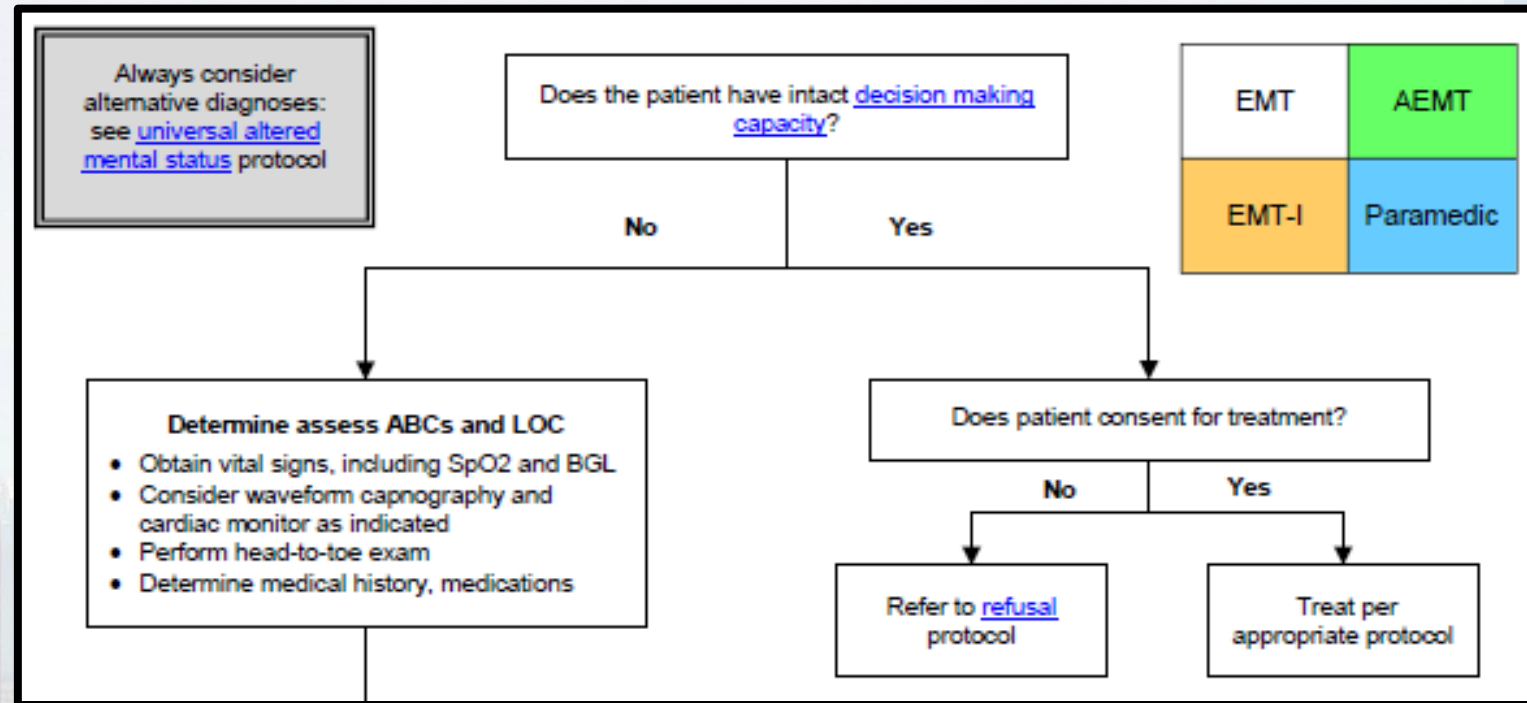 Always consider
alternative diagnoses:
see universal altered
mental status protocol
Does the patient have intact decision making
capacity?
EMT
AEMT
EMT-I
Paramedic
No
Yes
Determine assess ABCs and LOC
• Obtain vital signs, including SpO2 and BGL
• Consider waveform capnography and
cardiac monitor as indicated
• Perform head-to-toe exam
• Determine medical history, medications
Does patient consent for treatment?
No
Yes
Refer to refusal
protocol
Treat per
appropriate protocol